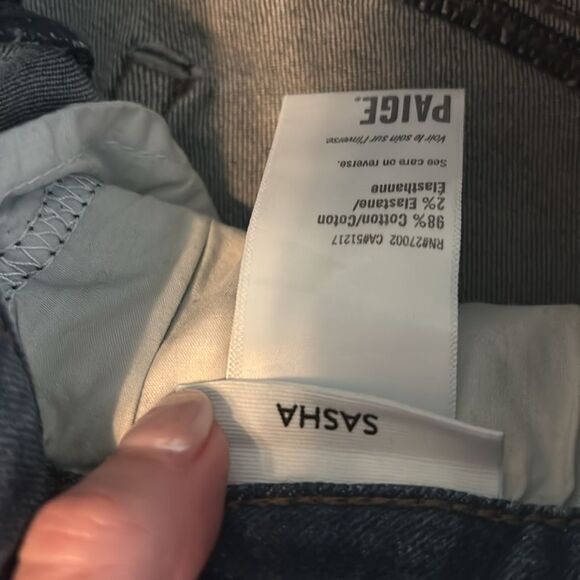 PAIGE.
Voir le soin sur l'inverse.
See care on reverse.
Élasthanne
2% Elastane/
98% Cotton/Coton
RN#27002 CA#51217
SASHA